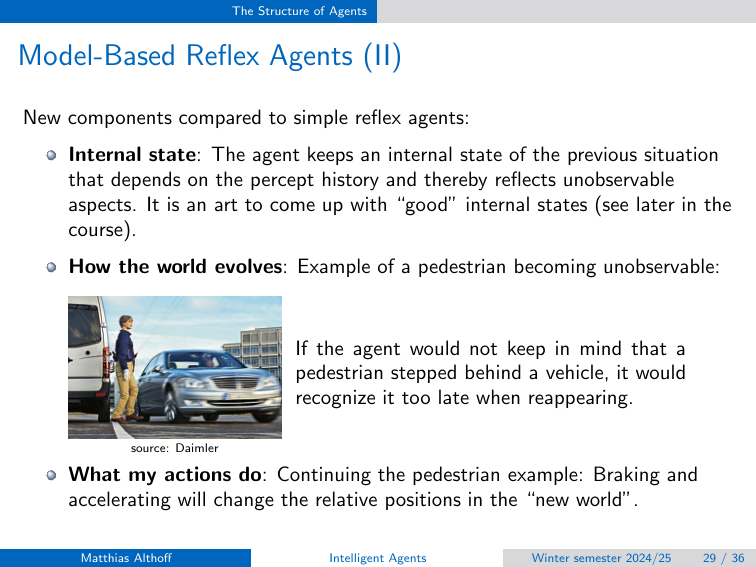 The Structure of Agents
Model-Based Reflex Agents (II)
New components compared to simple reflex agents:
Internal state: The agent keeps an internal state of the previous situation
that depends on the percept history and thereby reflects unobservable
aspects. It is an art to come up with “good” internal states (see later in the
course).
How the world evolves: Example of a pedestrian becoming unobservable:
If the agent would not keep in mind that a
pedestrian stepped behind a vehicle, it would
recognize it too late when reappearing.
source: Daimler
What my actions do: Continuing the pedestrian example: Braking and
accelerating will change the relative positions in the “new world”.
Matthias Althoff
Intelligent Agents
Winter semester 2024/25
29 / 36